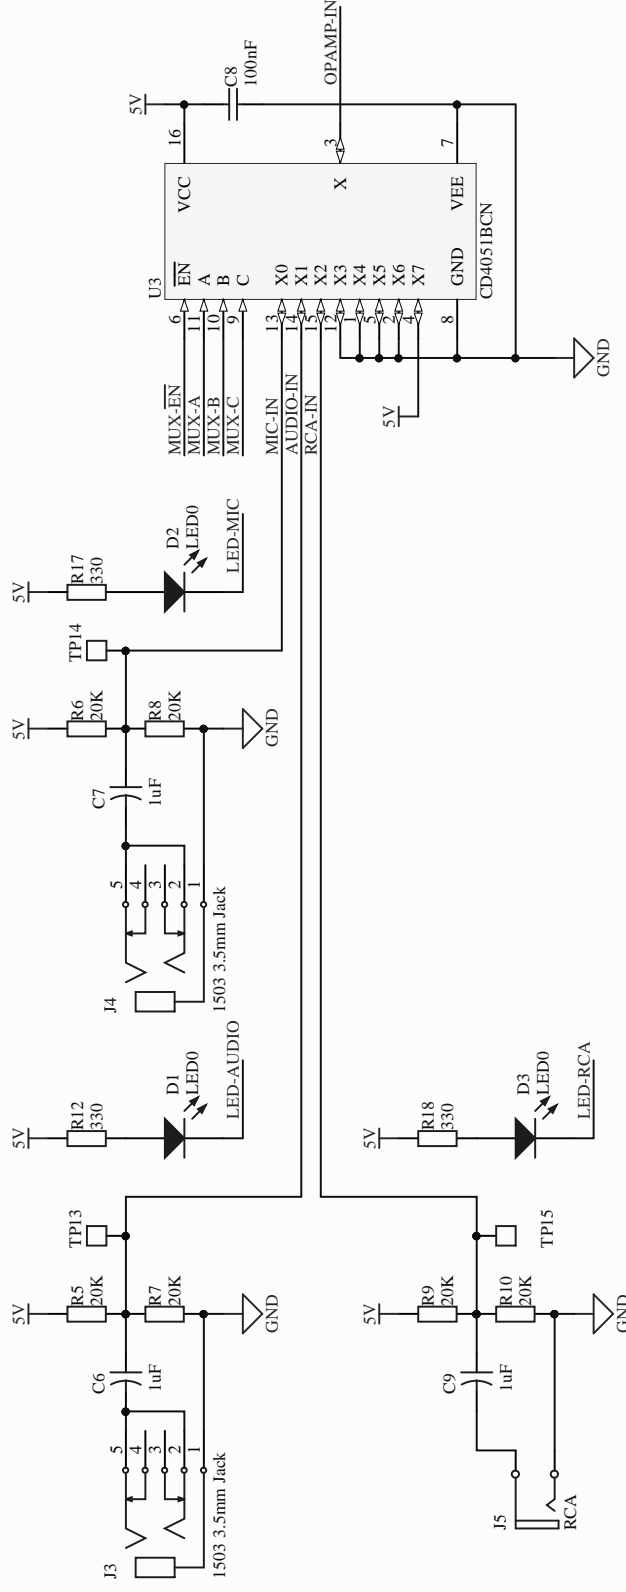 J3
1503 3.5mm Jack
5
4
3
2
1
C6
1uF
5V
R5
20K
R7
20K
GND
TP13
5V
R12
330
D1
LED0
LED-AUDIO
J4
1503 3.5mm Jack
5
4
3
2
1
C7
1uF
5V
R6
20K
R8
20K
GND
TP14
5V
R17
330
D2
LED0
LED-MIC
J5
RCA
C9
1uF
5V
R9
20K
R10
20K
GND
TP15
5V
R18
330
D3
LED0
LED-RCA
MUX-EN
MUX-A
MUX-B
MUX-C
MIC-IN
AUDIO-IN
RCA-IN
5V
GND
6
11
10
9
13
14
15
12
1
5
2
4
8
U3
EN
A
B
C
X0
X1
X2
X3
X4
X5
X6
X7
GND
CD4051BCN
VCC
X
VEE
16
3
7
5V
C8
100nF
OPAMP-IN